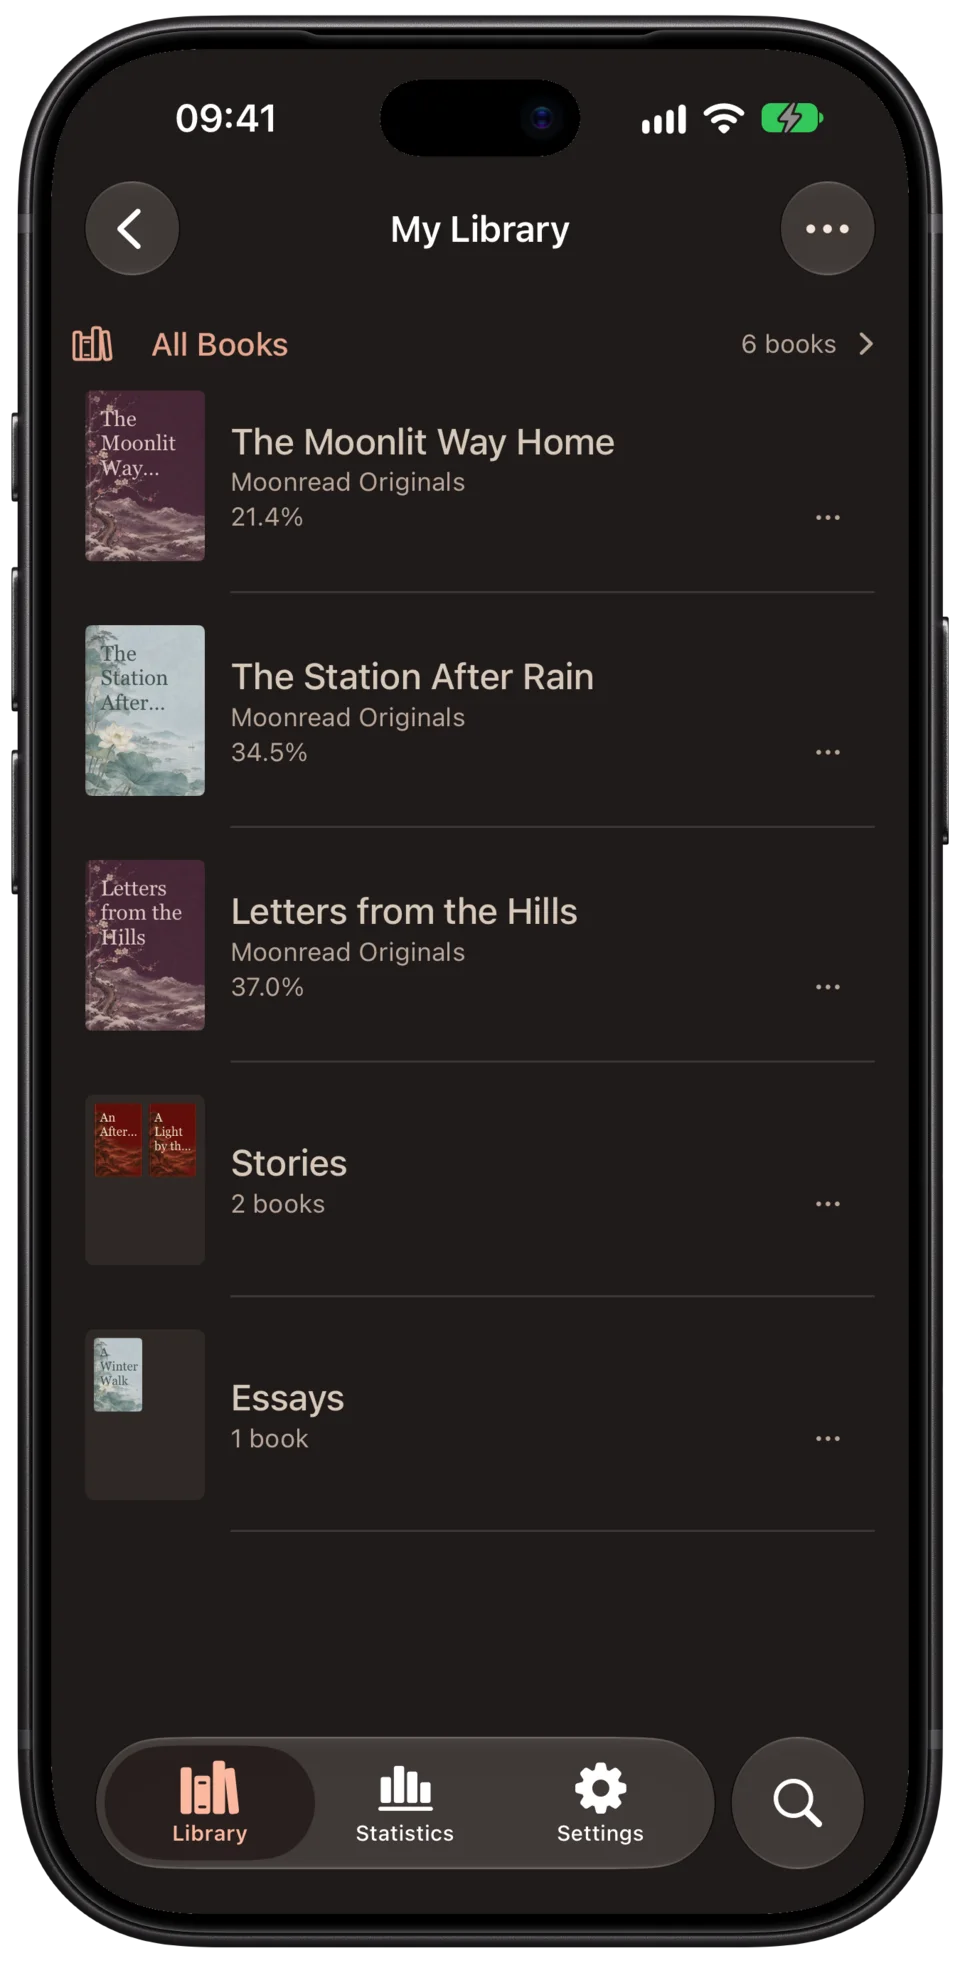 09:41
My Library
All Books
6 books
The
Moonlit
Way...
The Moonlit Way Home
Moonread Originals
21.4%
The
Station
After...
The Station After Rain
Moonread Originals
34.5%
Letters
from the
Hills
Letters from the Hills
Moonread Originals
37.0%
An
After...
A
Light
by th...
Stories
2 books
A
Winter
Walk
Essays
1 book
Library
Statistics
Settings